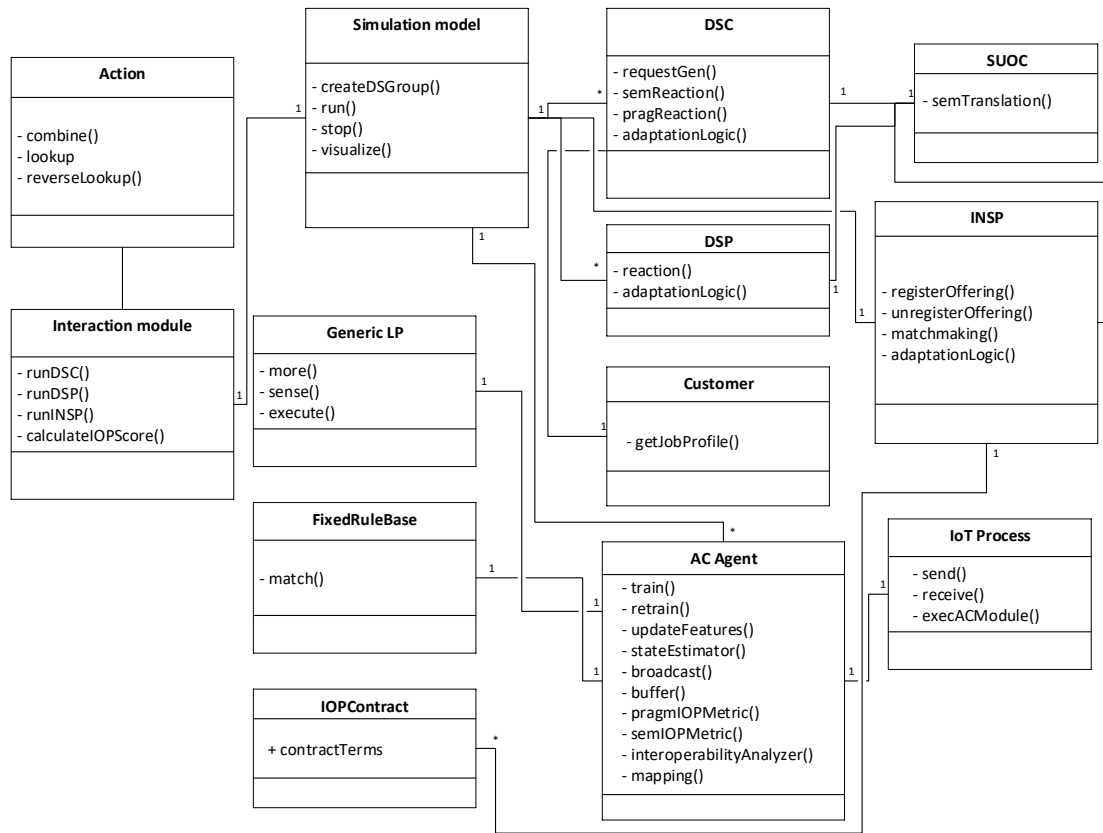 Action
- combine()
- lookup
- reverseLookup()
Simulation model
- createDSGroup()
- run()
- stop()
- visualize()
DSC
- requestGen()
- semReaction()
- pragReaction()
- adaptationLogic()
SUOC
- semTranslation()
1
1
*
1
1
DSP
- reaction()
- adaptationLogic()
*
1
1
INSP
- registerOffering()
- unregisterOffering()
- matchmaking()
- adaptationLogic()
1
1
Interaction module
- runDSC()
- runDSP()
- runINSP()
- calculateIOPScore()
1
Generic LP
- more()
- sense()
- execute()
1
Customer
- getJobProfile()
1
FixedRuleBase
- match()
1
*
AC Agent
- train()
- retrain()
- updateFeatures()
- stateEstimator()
- broadcast()
- buffer()
- pragmIOPMetric()
- semIOPMetric()
- interoperabilityAnalyzer()
- mapping()
1
1
1
1
IoT Process
- send()
- receive()
- execACModule()
IOPContract
+ contractTerms
*